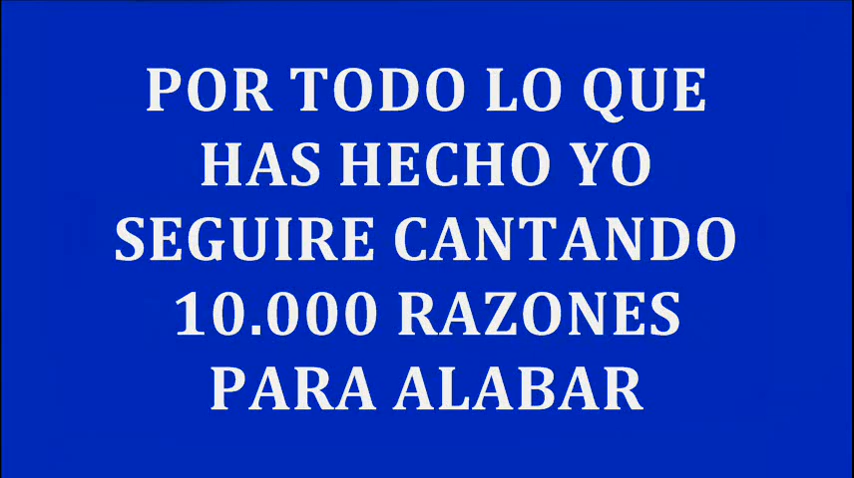 POR TODO LO QUE
HAS HECHO YO
SEGUIRE CANTANDO
10.000 RAZONES
PARA ALABAR